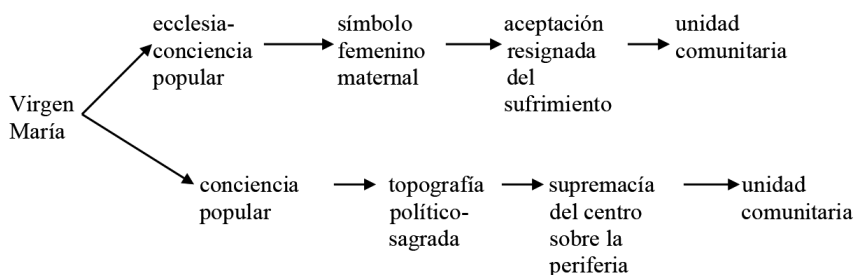 ecclesia-
conciencia
popular
símbolo
femenino
maternal
aceptación
resignada
del
sufrimiento
unidad
comunitaria
Virgen
María
conciencia
popular
topografía
político-
sagrada
supremacía
del centro
sobre la
periferia
unidad
comunitaria